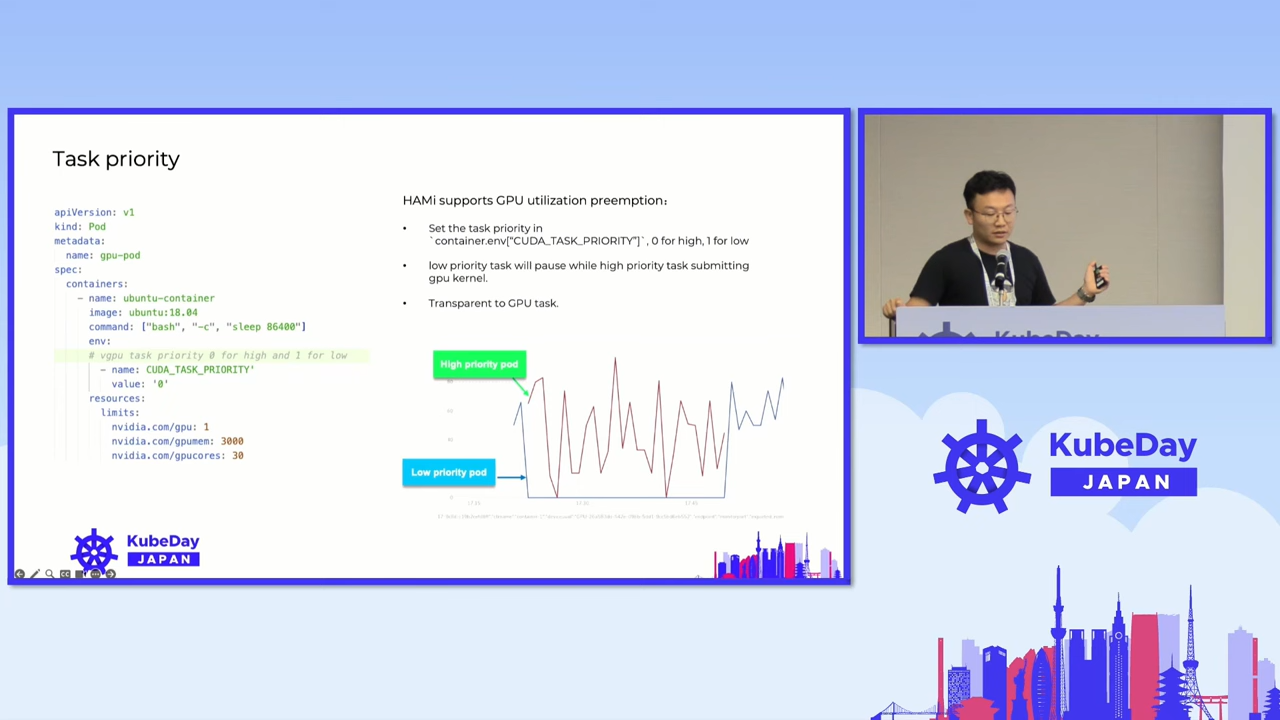 Task priority
apiVersion: v1
kind: Pod
metadata:
name: gpu-pod
spec:
containers:
- name: ubuntu-container
image: ubuntu:18.04
command: ["bash", "-c", "sleep 86400"]
env:
# vgpu task priority 0 for high and 1 for low
- name: CUDA_TASK_PRIORITY'
value: '0'
resources:
limits:
nvidia.com/gpu: 1
nvidia.com/gpumem: 3000
nvidia.com/gpucores: 30
HAMi supports GPU utilization preemption:
• Set the task priority in
`container.env["CUDA_TASK_PRIORITY"]`, 0 for high, 1 for low
• low priority task will pause while high priority task submitting
gpu kernel.
• Transparent to GPU task.
High priority pod
Low priority pod
KubeDay
JAPAN
KubeDay
KubeDay
JAPAN